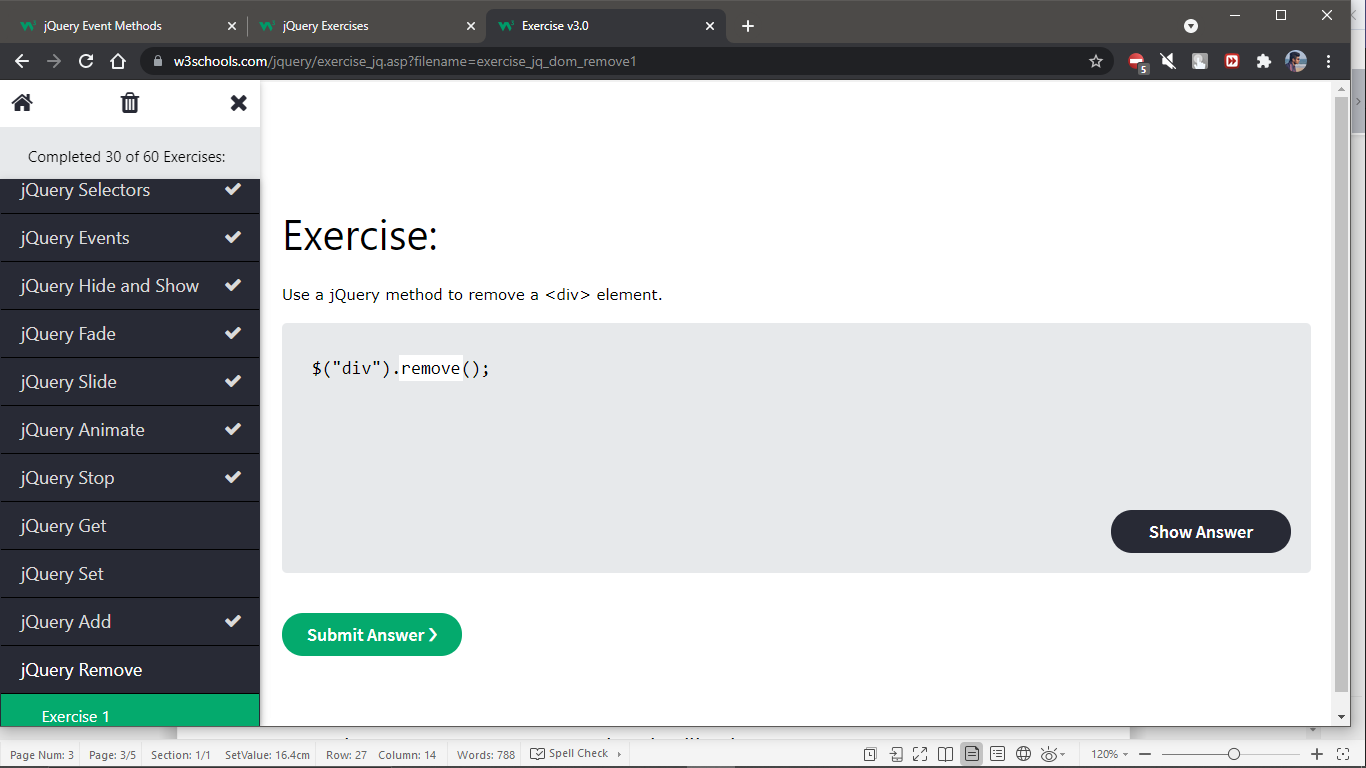 jQuery Event Methods
jQuery Exercises
Exercise v3.0
w3schools.com/jquery/exercise_jq.asp?filename=exercise_jq_dom_remove1
5
Completed 30 of 60 Exercises:
jQuery Selectors
jQuery Events
jQuery Hide and Show
jQuery Fade
jQuery Slide
jQuery Animate
jQuery Stop
jQuery Get
jQuery Set
jQuery Add
jQuery Remove
Exercise 1
Exercise:
Use a jQuery method to remove a <div> element.
$("div").remove();
Show Answer
Submit Answer ❯
Page Num: 3 Page: 3/5 Section: 1/1 SetValue: 16.4cm Row: 27 Column: 14 Words: 788 Spell Check 120%